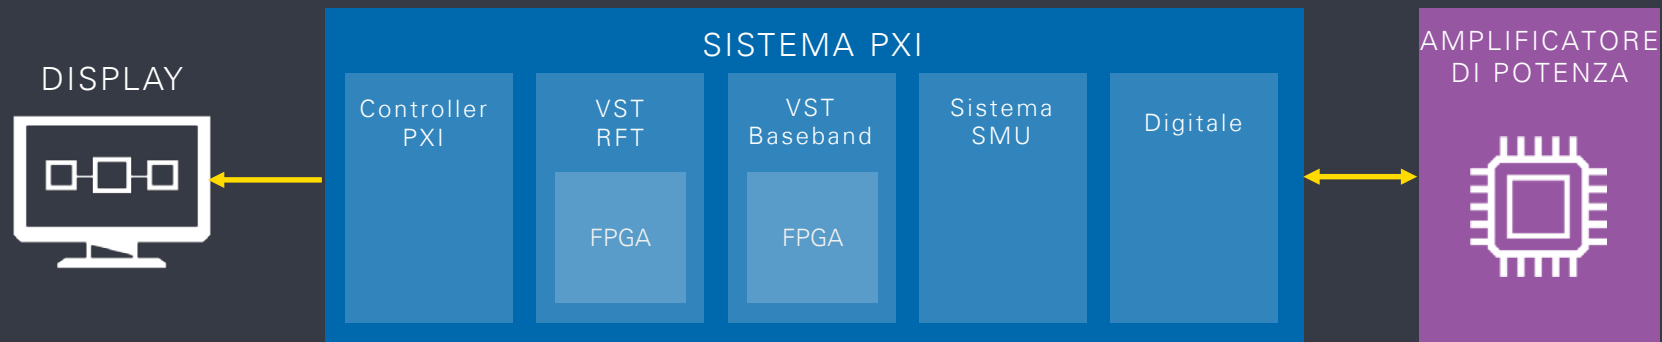 DISPLAY
SISTEMA PXI
Controller
PXI
VST
RFT
FPGA
VST
Baseband
FPGA
Sistema
SMU
Digitale
AMPLIFICATORE
DI POTENZA